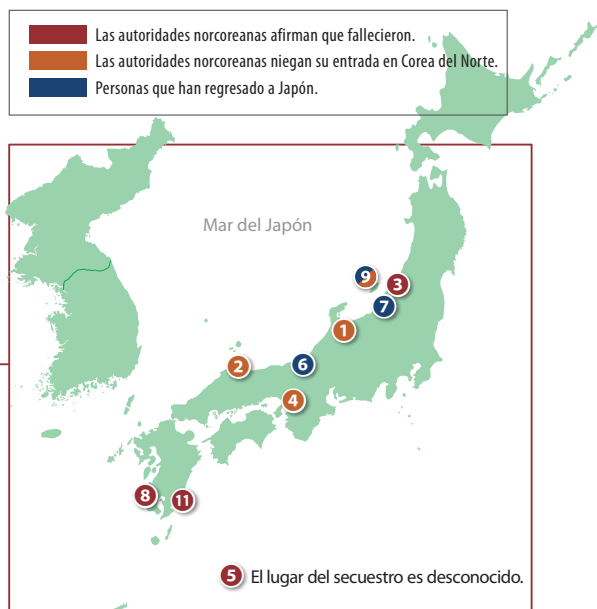 Las autoridades norcoreanas afirman que fallecieron.
Las autoridades norcoreanas niegan su entrada en Corea del Norte.
Personas que han regresado a Japón.
Mar del Japón
9
3
7
1
2
6
4
8
11
5 El lugar del secuestro es desconocido.